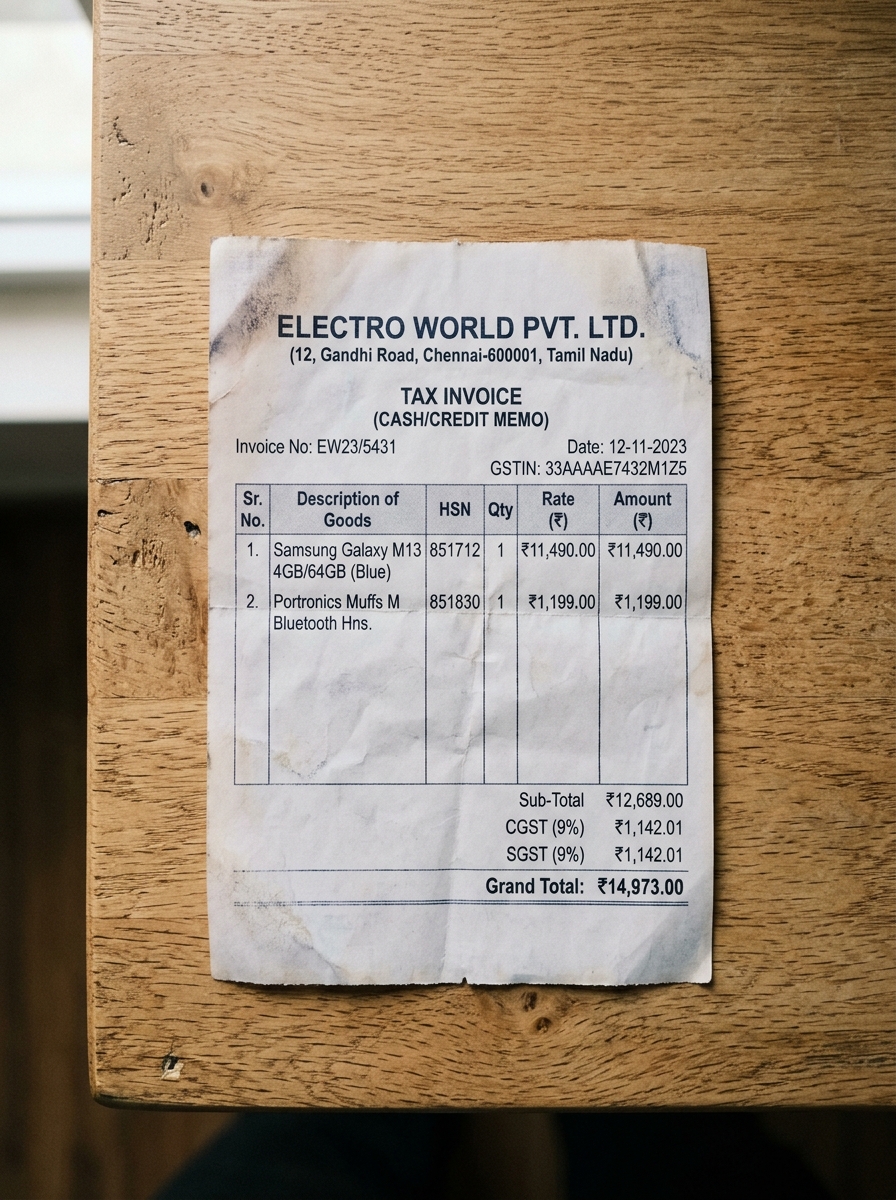 ELECTRO WORLD PVT. LTD.
(12, Gandhi Road, Chennai-600001, Tamil Nadu)
TAX INVOICE
(CASH/CREDIT MEMO)
Invoice No: EW23/5431 Date: 12-11-2023
GSTIN: 33AAAAE7432M1Z5
Sr. No. Description of Goods HSN Qty Rate (₹) Amount (₹)
1. Samsung Galaxy M13 851712 1 ₹11,490.00 ₹11,490.00
4GB/64GB (Blue)
2. Portronics Muffs M 851830 1 ₹1,199.00 ₹1,199.00
Bluetooth Hns.
Sub-Total ₹12,689.00
CGST (9%) ₹1,142.01
SGST (9%) ₹1,142.01
Grand Total: ₹14,973.00